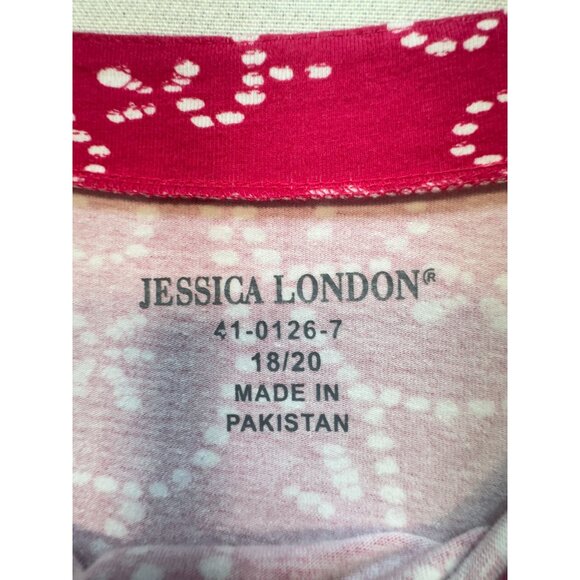 JESSICA LONDON®
41-0126-7
18/20
MADE IN
PAKISTAN